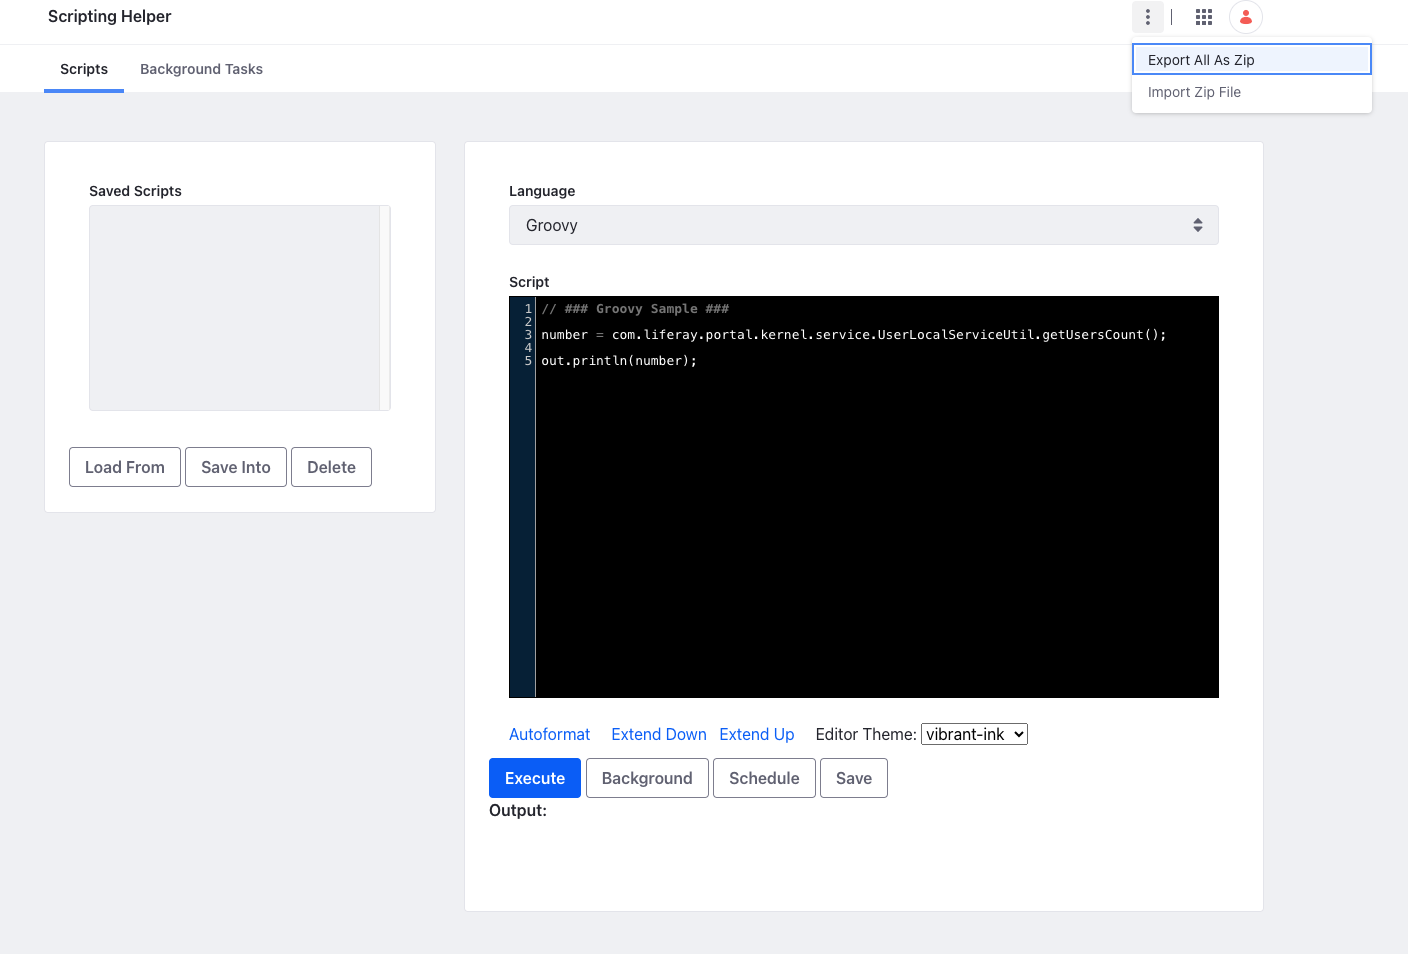 Scripting Helper
Export All As Zip
Import Zip File
Scripts
Background Tasks
Saved Scripts
Load From
Save Into
Delete
Language
Groovy
Script
1 // ### Groovy Sample ###
2
3 number = com.liferay.portal.kernel.service.UserLocalServiceUtil.getUsersCount();
4
5 out.println(number);
Autoformat Extend Down Extend Up Editor Theme: vibrant-ink
Execute Background Schedule Save
Output: